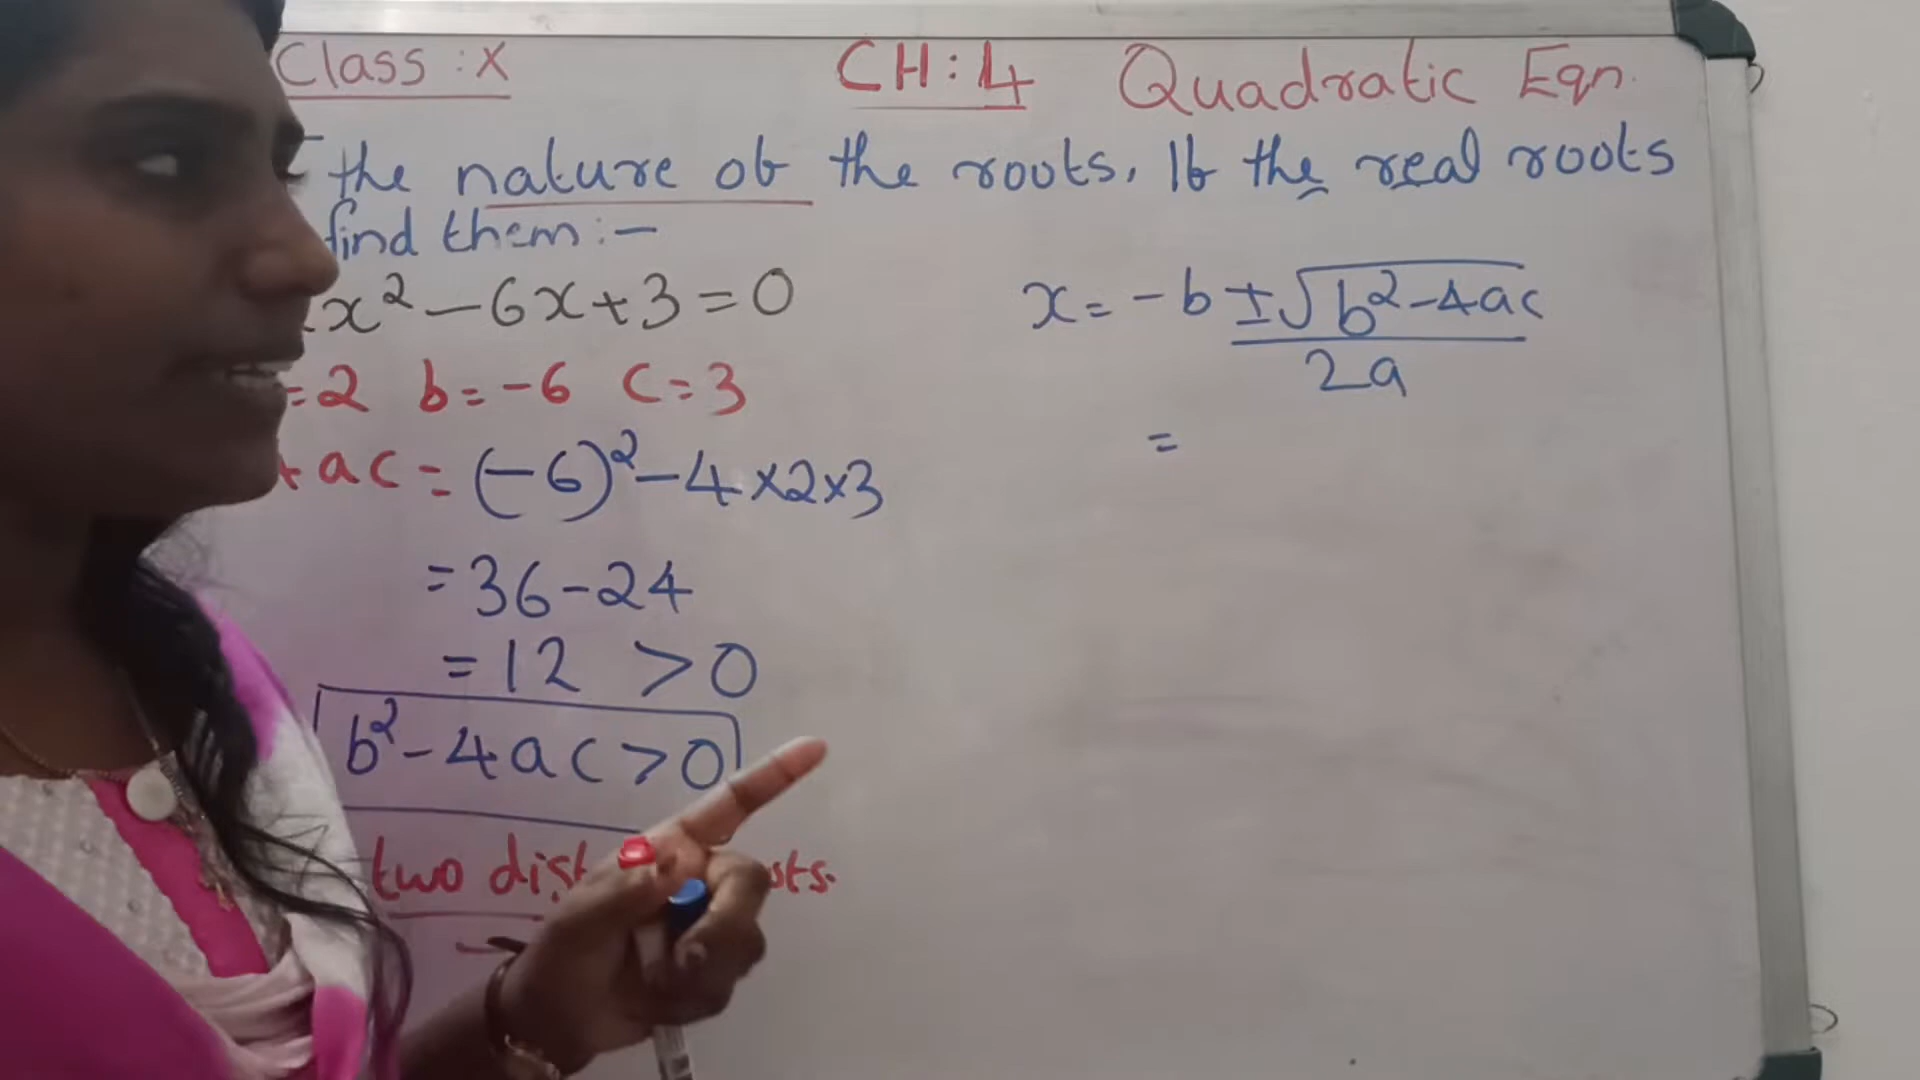 Class : X CH : 4 Quadratic Eqn.
the nature of the roots. If the real roots
find them :-
x² - 6x + 3 = 0
= 2 b = -6 c = 3
ac = (-6)² - 4 × 2 × 3
= 36 - 24
= 12 > 0
b² - 4ac > 0
two
x = -b ± √b² - 4ac
2a
=